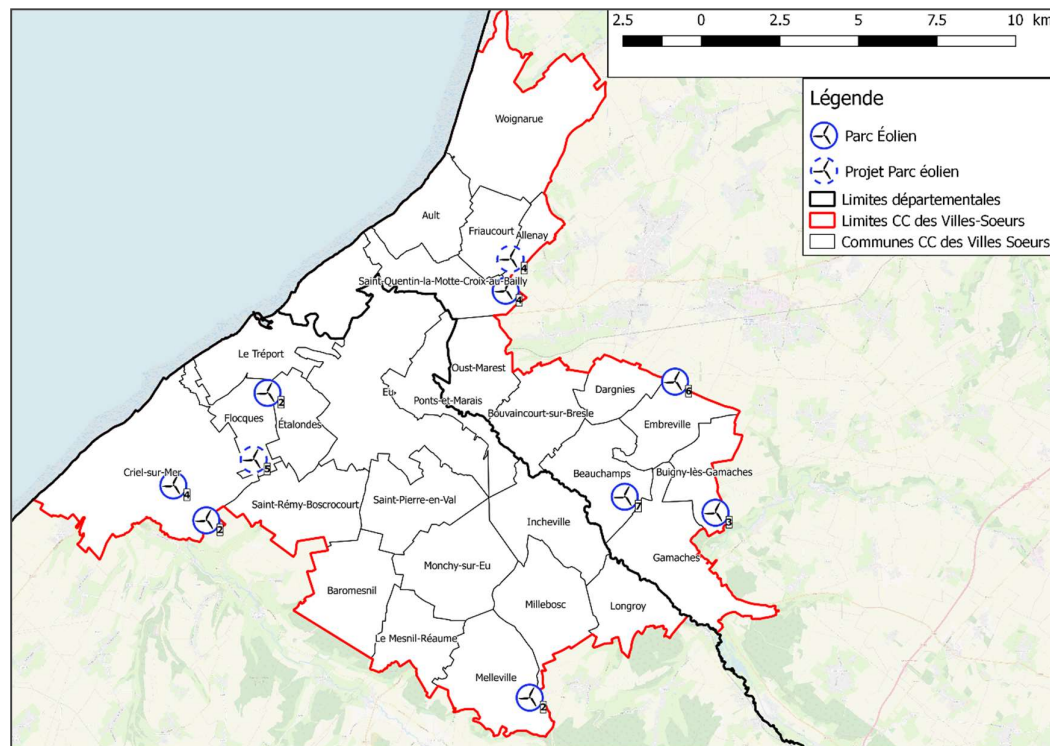 2.5 0 2.5 5 7.5 10 km
Légende
Parc Éolien
Projet Parc éolien
Limites départementales
Limites CC des Villes-Soeurs
Communes CC des Villes Soeurs
Woignarue
Ault
Friaucourt
Allenay
4
Saint-Quentin-la-Motte-Croix-au-Bailly
4
Le Tréport
Oust-Marest
Dargnies
6
Eu
Ponts-et-Marais
2
Bouvaincourt-sur-Bresle
Flocques
Étalondes
Embreville
5
Criel-sur-Mer
Beauchamps
Buigny-lès-Gamaches
4
Saint-Rémy-Boscrocourt
Saint-Pierre-en-Val
7
2
Incheville
3
Gamaches
Monchy-sur-Eu
Baromesnil
Millebosc
Longroy
Le Mesnil-Réaume
Melleville
2